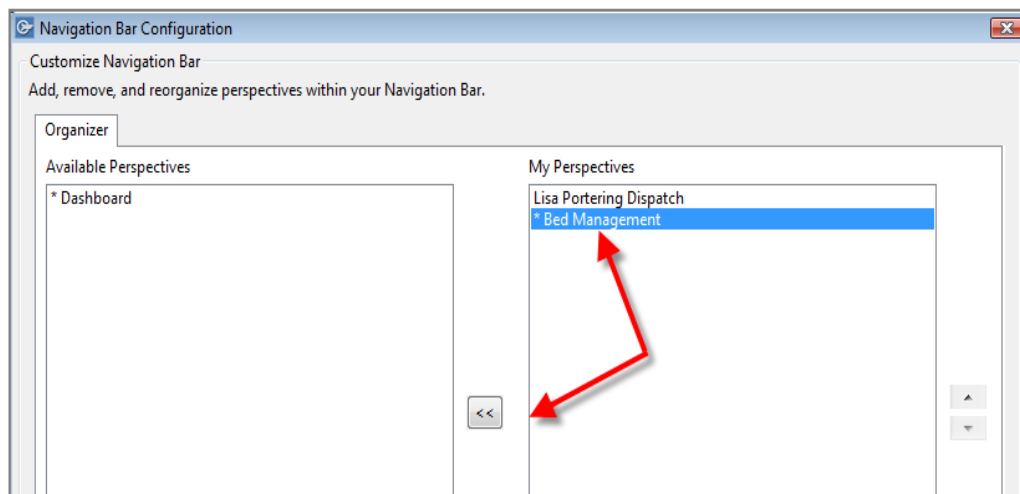 Navigation Bar Configuration
Customize Navigation Bar
Add, remove, and reorganize perspectives within your Navigation Bar.
Organizer
Available Perspectives
My Perspectives
* Dashboard
Lisa Portering Dispatch
* Bed Management
<<